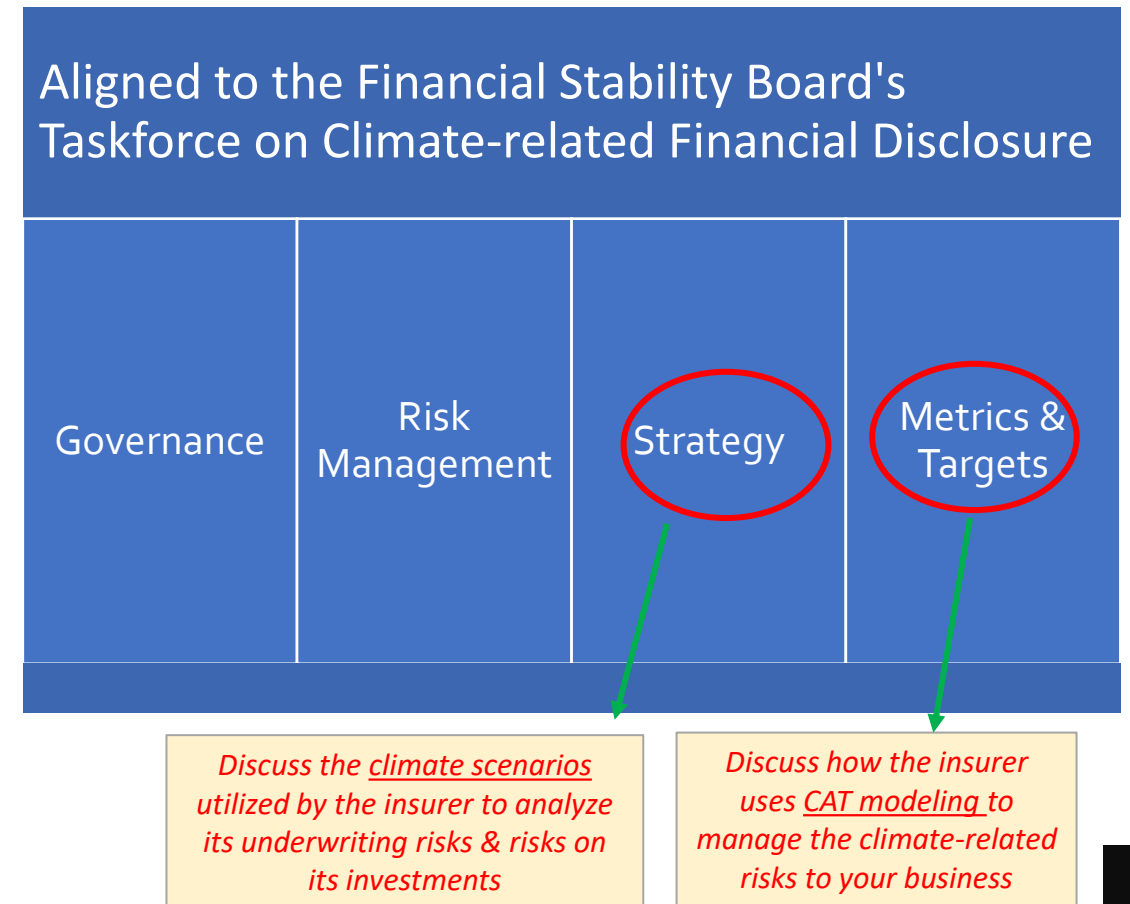 Aligned to the Financial Stability Board's
Taskforce on Climate-related Financial Disclosure
Governance
Risk
Management
Strategy
Metrics &
Targets
Discuss the climate scenarios
utilized by the insurer to analyze
its underwriting risks & risks on
its investments
Discuss how the insurer
uses CAT modeling to
manage the climate-related
risks to your business